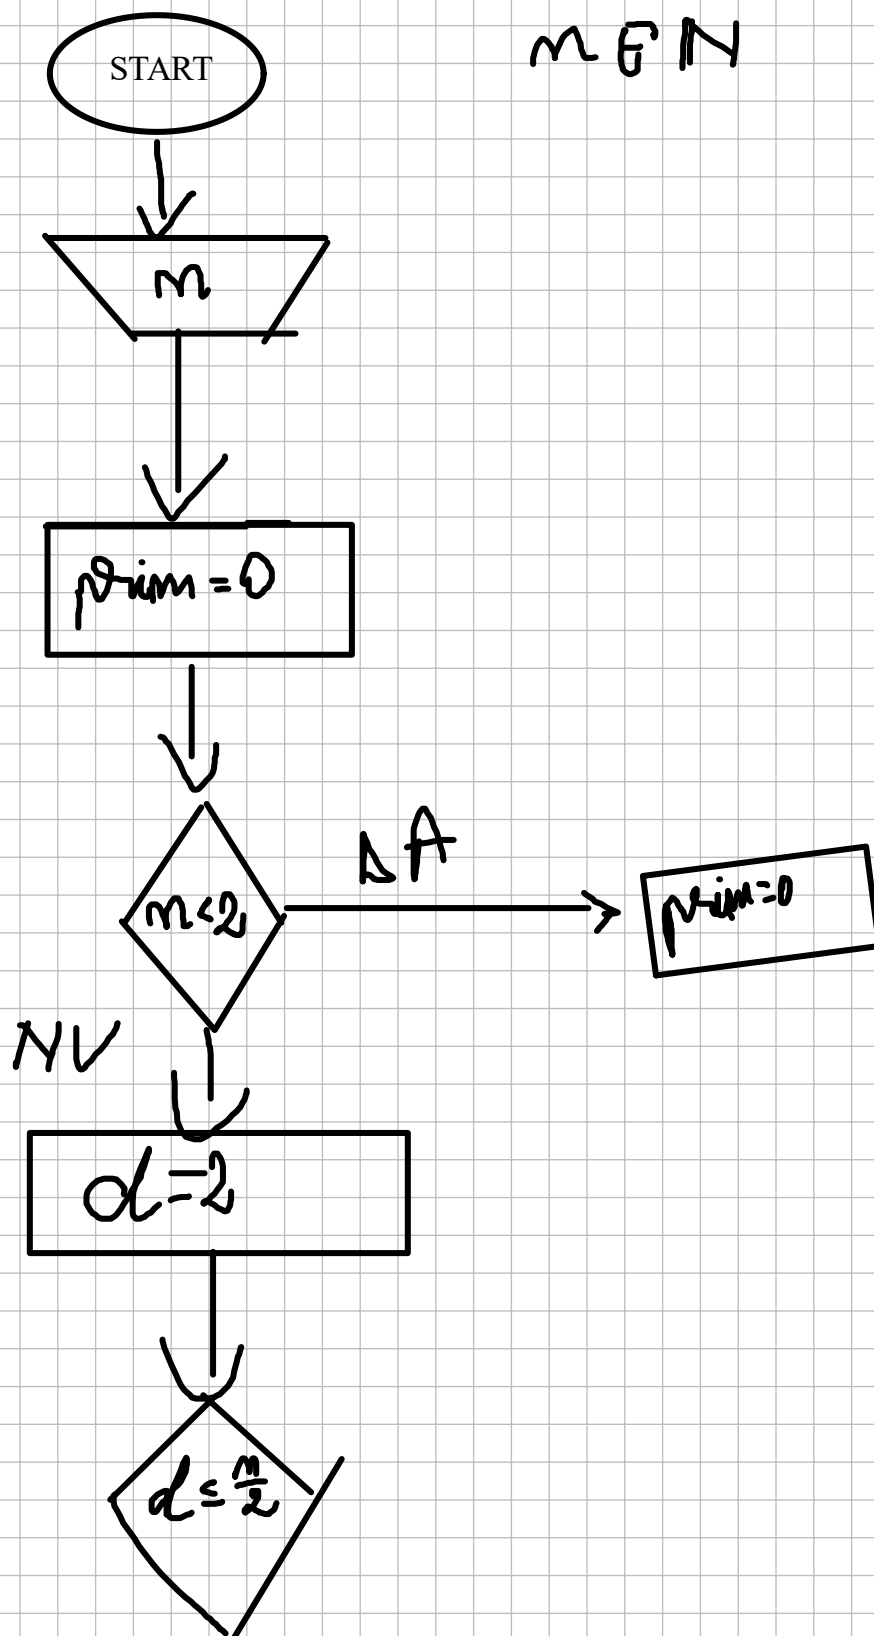 START
n ∈ N
n
prim=0
DA
n<2
prim=0
NU
d=2
d≤n/2